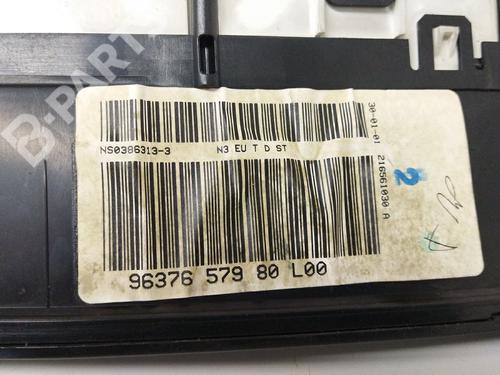 B-PARTS
NS0386313-3 N3 EU T D ST
96376 579 80 L00
30-01-01 216561030 A
2